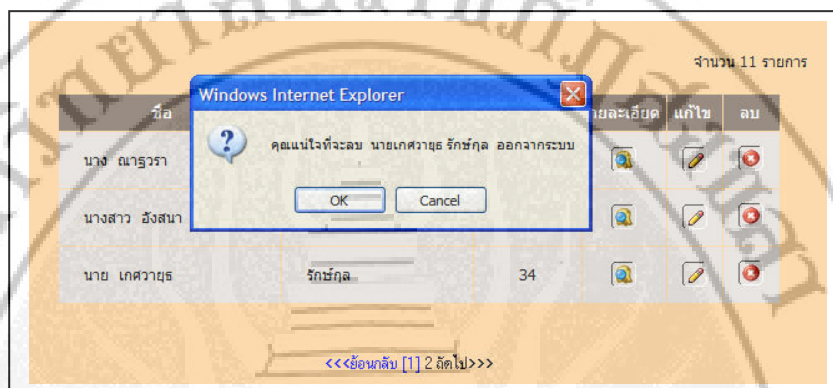 จำนวน 11 รายการ
ชื่อ ายละเอียด แก้ไข ลบ
Windows Internet Explorer
คุณแน่ใจที่จะลบ นายเกศวายุธ รักษ์กุล ออกจากระบบ
OK Cancel
นาง ณาฐวรา
นางสาว อังสนา
นาย เกศวายุธ รักษ์กุล 34
<<<ย้อนกลับ [1] 2 ถัดไป>>>